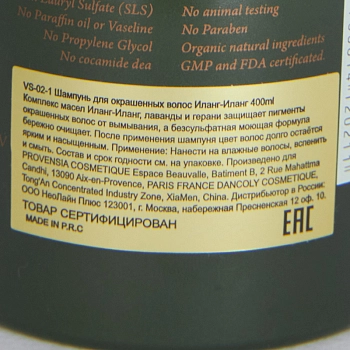 Lauryl Sulfate (SLS)
No Paraffin oil or Vaseline
No Propylene Glycol
No cocamide dea
No animal testing
No Paraben
Organic natural ingredients
GMP and FDA certified.
VS-02-1 Шампунь для окрашенных волос Иланг-Иланг 400ml
Комплекс масел Иланг-Иланг, лаванды и герани защищает пигменты
окрашенных волос от вымывания, а безсульфатная моющая формула
бережно очищает. После применения шампуня цвет волос долго остаётся
ярким и насыщенным. Применение: Нанести на влажные волосы, вспенить
и смыть. Состав и срок годности см. на упаковке. Произведено для
PROVENSIA COSMETIQUE Espace Beauvalle, Batiment B, 2 Rue Mahattma
Candhi, 13090 Aix-en-Provence, PARIS FRANCE DANCOLY COSMETIQUE,
Tong'An Concentrated Industry Zone, XiaMen, China. Дистрибьютор в России:
ООО НеоЛайн Плюс 123001, г. Москва, набережная Пресненская 12 оф. 10.
ТОВАР СЕРТИФИЦИРОВАН
MADE IN P.R.C
EAC